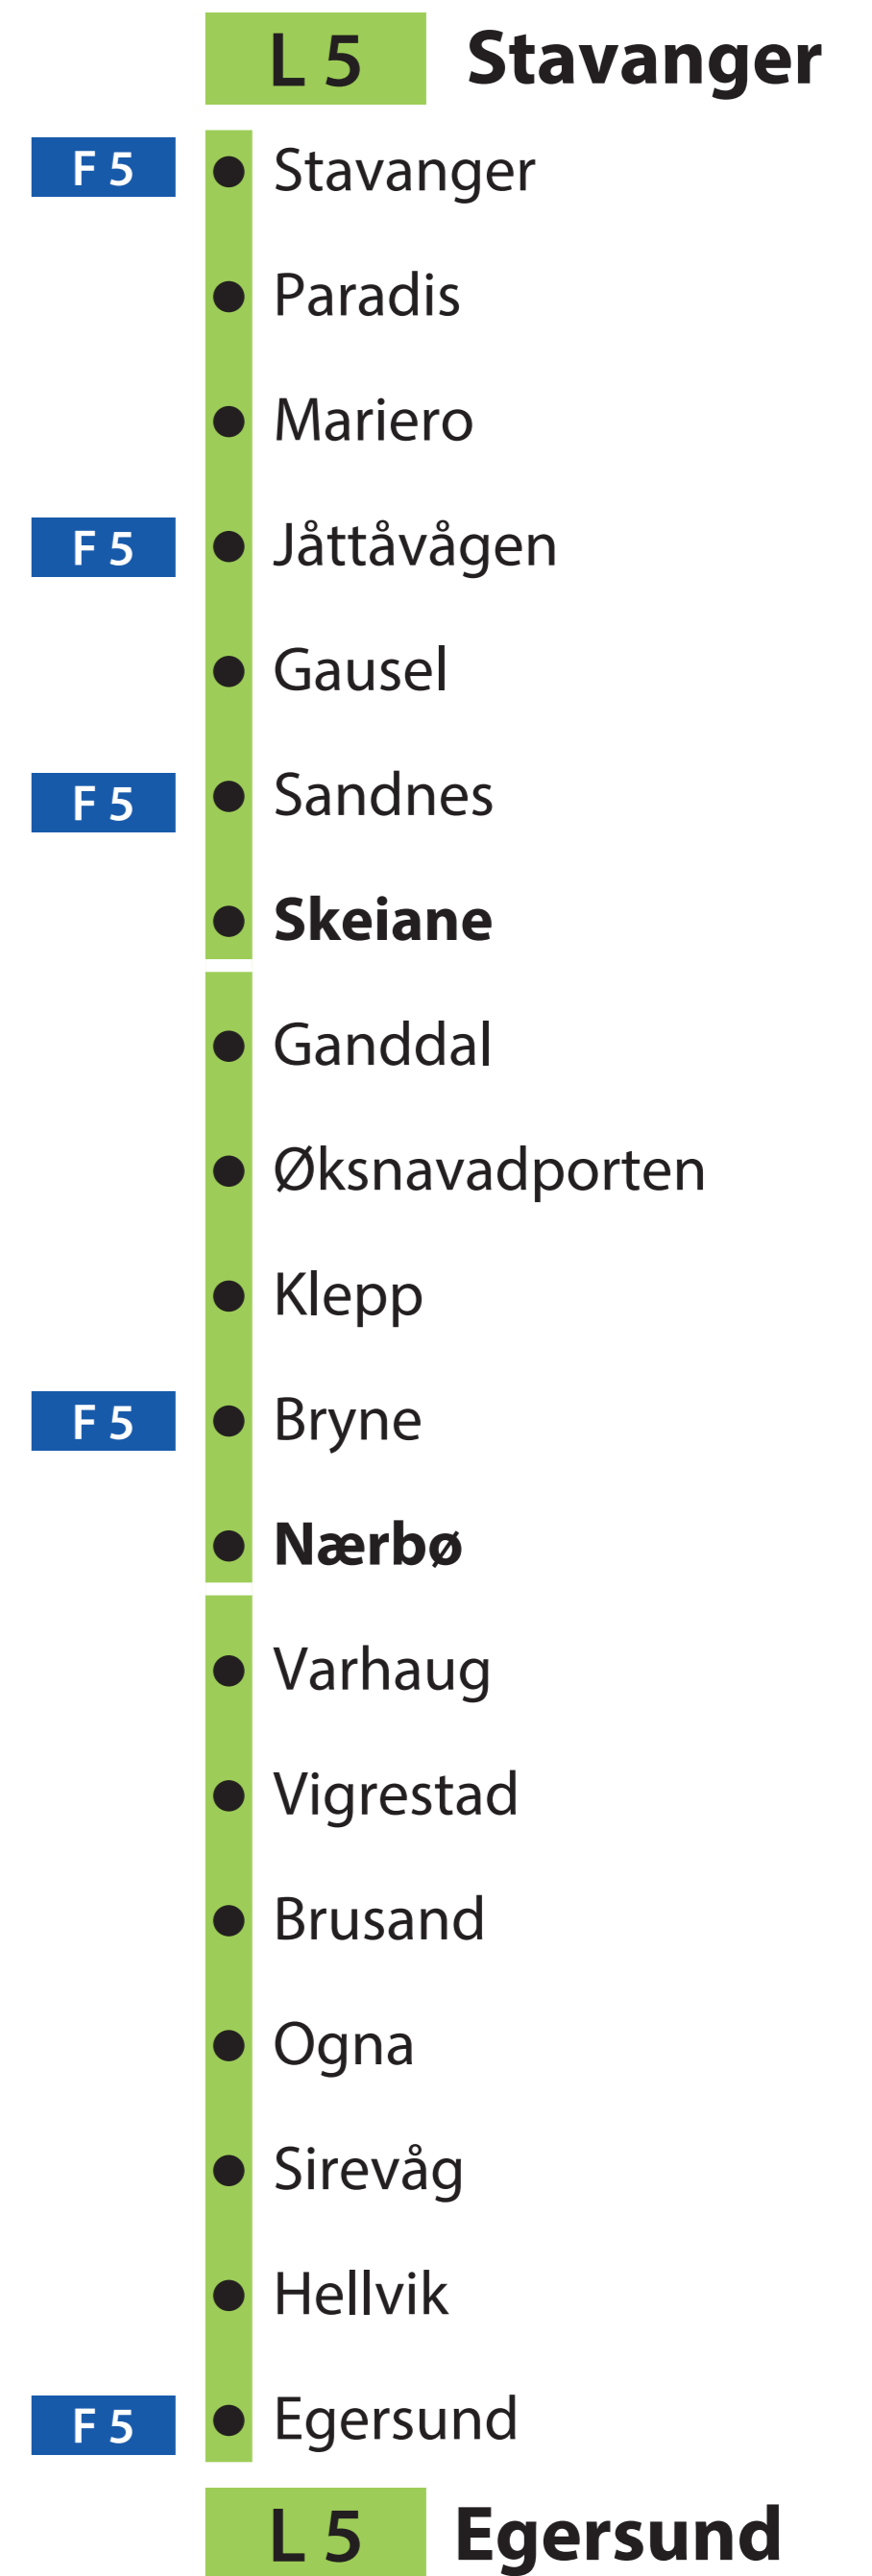 L 5 Stavanger
F 5 Stavanger
Paradis
Mariero
F 5 Jåttåvågen
Gausel
F 5 Sandnes
Skeiane
Ganddal
Øksnavadporten
Klepp
F 5 Bryne
Nærbø
Varhaug
Vigrestad
Brusand
Ogna
Sirevåg
Hellvik
F 5 Egersund
L 5 Egersund